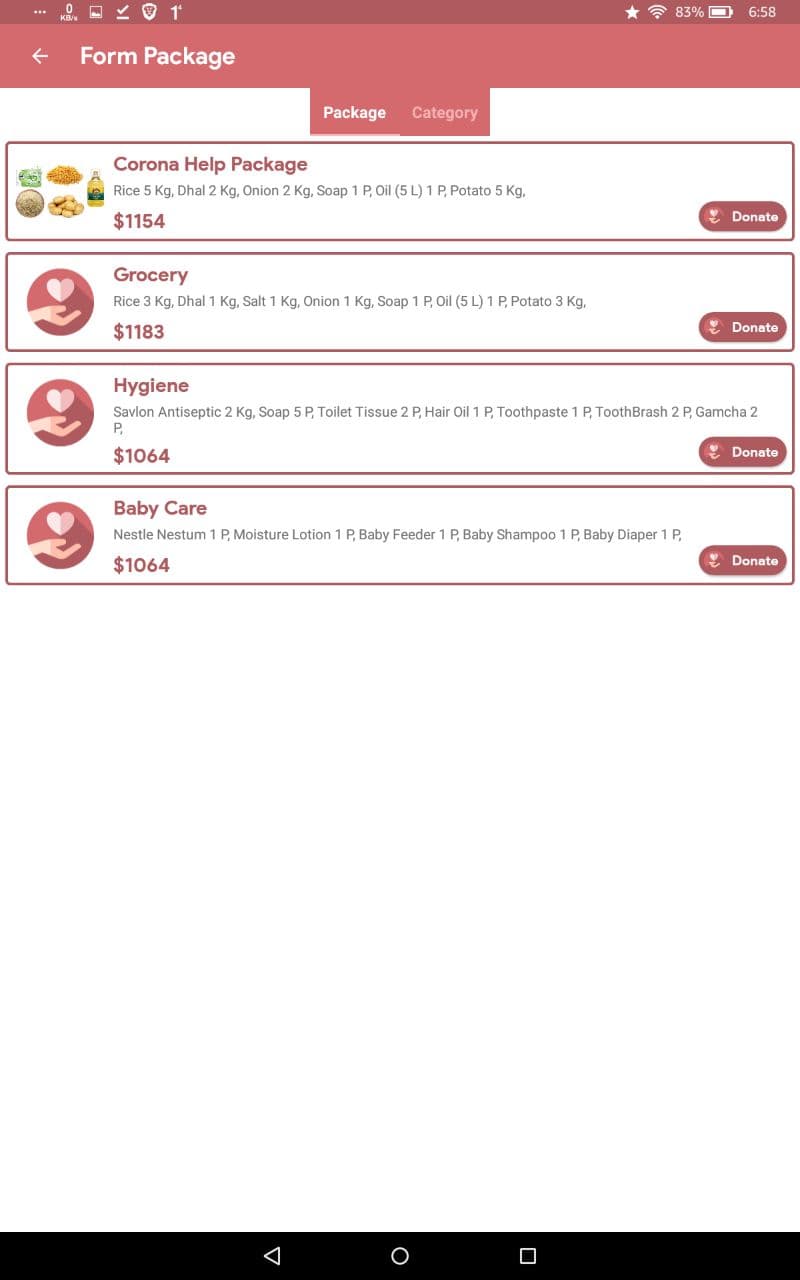 0
KB/s
83%
6:58
Form Package
Package
Category
Corona Help Package
Rice 5 Kg, Dhal 2 Kg, Onion 2 Kg, Soap 1 P, Oil (5 L) 1 P, Potato 5 Kg,
$1154
Donate
Grocery
Rice 3 Kg, Dhal 1 Kg, Salt 1 Kg, Onion 1 Kg, Soap 1 P, Oil (5 L) 1 P, Potato 3 Kg,
$1183
Donate
Hygiene
Savlon Antiseptic 2 Kg, Soap 5 P, Toilet Tissue 2 P, Hair Oil 1 P, Toothpaste 1 P, ToothBrash 2 P, Gamcha 2
P,
$1064
Donate
Baby Care
Nestle Nestum 1 P, Moisture Lotion 1 P, Baby Feeder 1 P, Baby Shampoo 1 P, Baby Diaper 1 P,
$1064
Donate